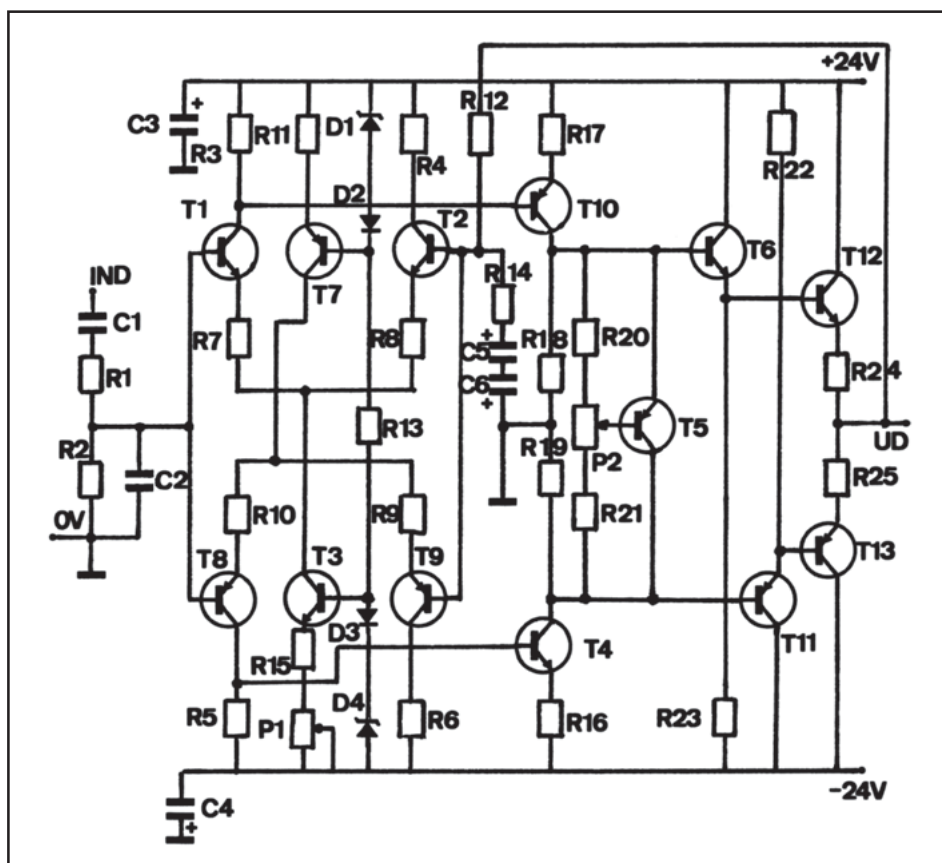 +24V
C3
+
R3
R11
D1
R4
R12
R17
R22
T1
D2
T2
T10
T6
T12
IND
C1
T7
R14
R7
R8
+
C5
C6
+
R18
R20
R24
R1
R13
T5
UD
R2
C2
R19
P2
R25
R10
R9
R21
0V
T8
T3
T9
T13
D3
T4
T11
R15
D4
R5
P1
R6
R16
R23
-24V
C4
+